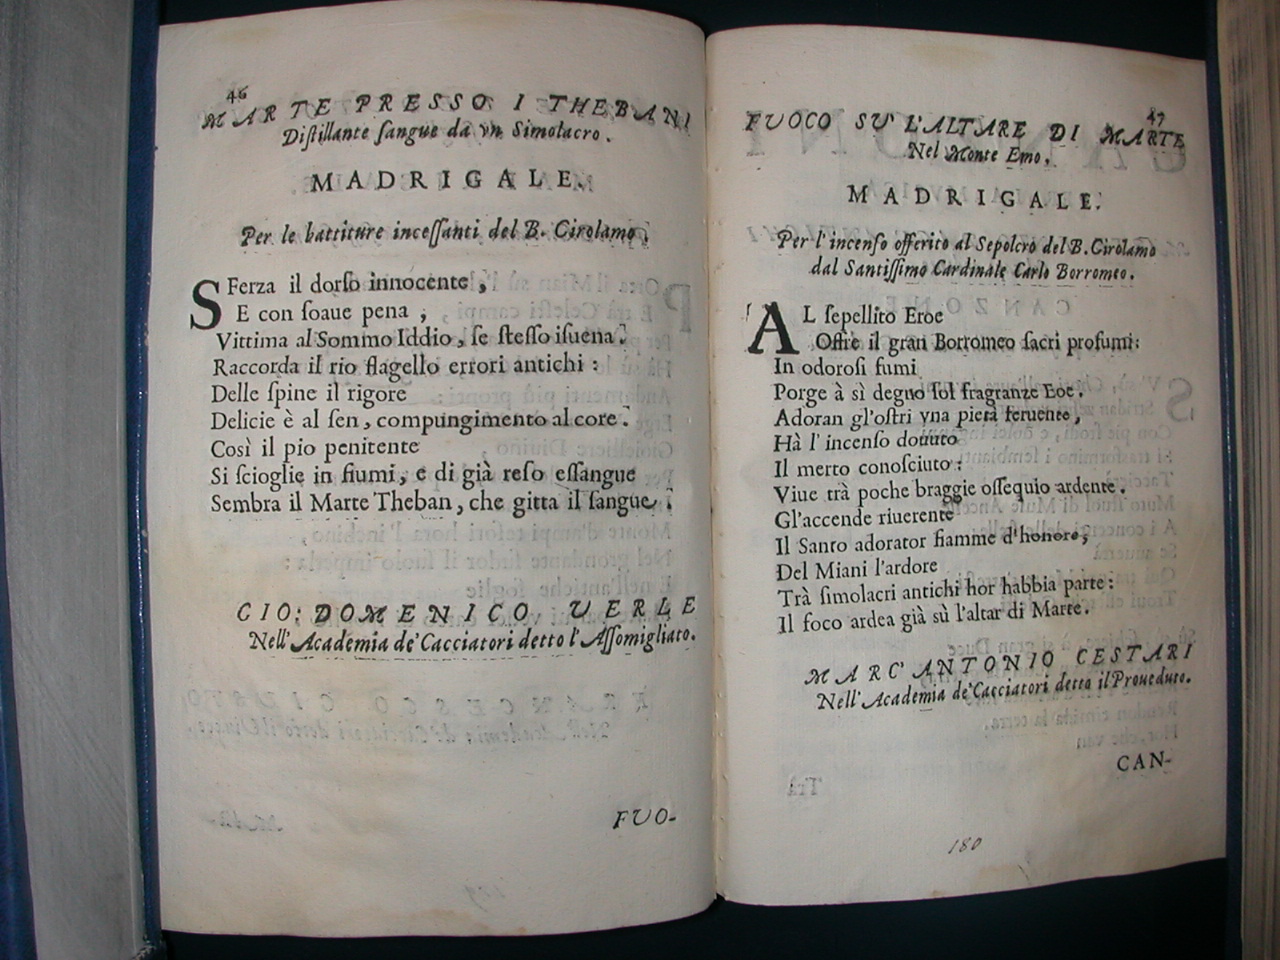 46
MARTE PRESSO I THEBANI
Diſtillante ſangue da vn Simolacro.
MADRIGALE.
Per le battiture inceſſanti del B. Girolamo,
SFerza il dorſo innocente,
E con ſoaue pena,
Vittima al Sommo Iddio, ſe ſteſſo iſuena.
Raccorda il rio flagello errori antichi:
Delle ſpine il rigore
Delicie è al ſen, compungimento al core.
Così il pio penitente
Si ſcioglie in fiumi, e di già reſo eſſangue
Sembra il Marte Theban, che gitta il ſangue.
GIO: DOMENICO VERLE
Nell'Academia de'Cacciatori detto l'Aſſomigliato.
FUO-
47
FUOCO SU' L'ALTARE DI MARTE
Nel Monte Emo,
MADRIGALE.
Per l'incenſo offerito al Sepolcro del B. Girolamo
dal Santiſſimo Cardinale Carlo Borromeo.
AL ſepellito Eroe
Offre il gran Borromeo ſacri profumi:
In odoroſi fumi
Porge à sì degno ſol fragranze Eoe.
Adoran gl'oſtri vna pietà feruente,
Hà l'incenſo douuto
Il merto conoſciuto:
Viue trà poche braggie oſſequio ardente.
Gl'accende riuerente
Il Santo adorator fiamme d'honore,
Del Miani l'ardore
Trà ſimolacri antichi hor habbia parte:
Il foco ardea già sù l'altar di Marte.
MARC'ANTONIO CESTARI
Nell'Academia de'Cacciatori detto il Proueduto.
CAN-
180